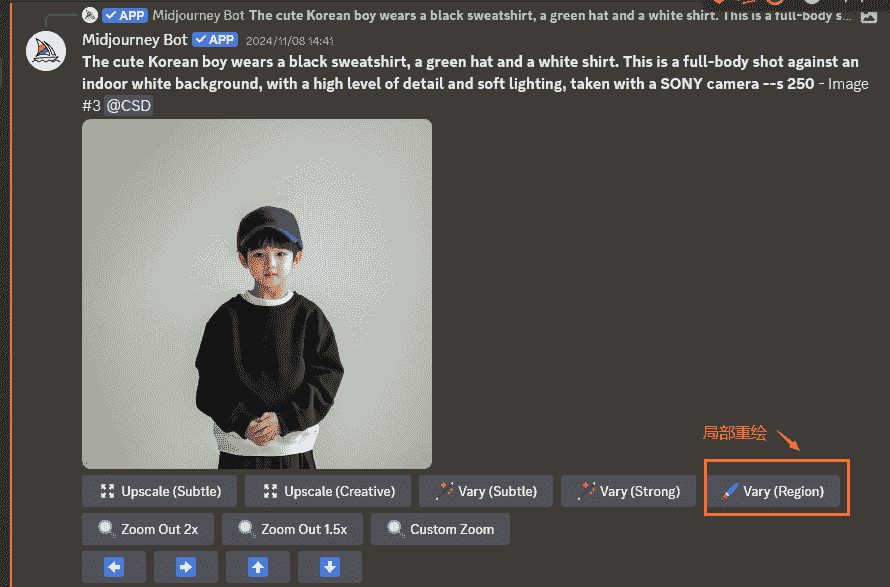 APP Midjourney Bot The cute Korean boy wears a black sweatshirt, a green hat and a white shirt. This is a full-body s...
Midjourney Bot APP 2024/11/08 14:41
The cute Korean boy wears a black sweatshirt, a green hat and a white shirt. This is a full-body shot against an
indoor white background, with a high level of detail and soft lighting, taken with a SONY camera --s 250 - Image
#3 @CSD
局部重绘
Upscale (Subtle) Upscale (Creative) Vary (Subtle) Vary (Strong) Vary (Region)
Zoom Out 2x Zoom Out 1.5x Custom Zoom